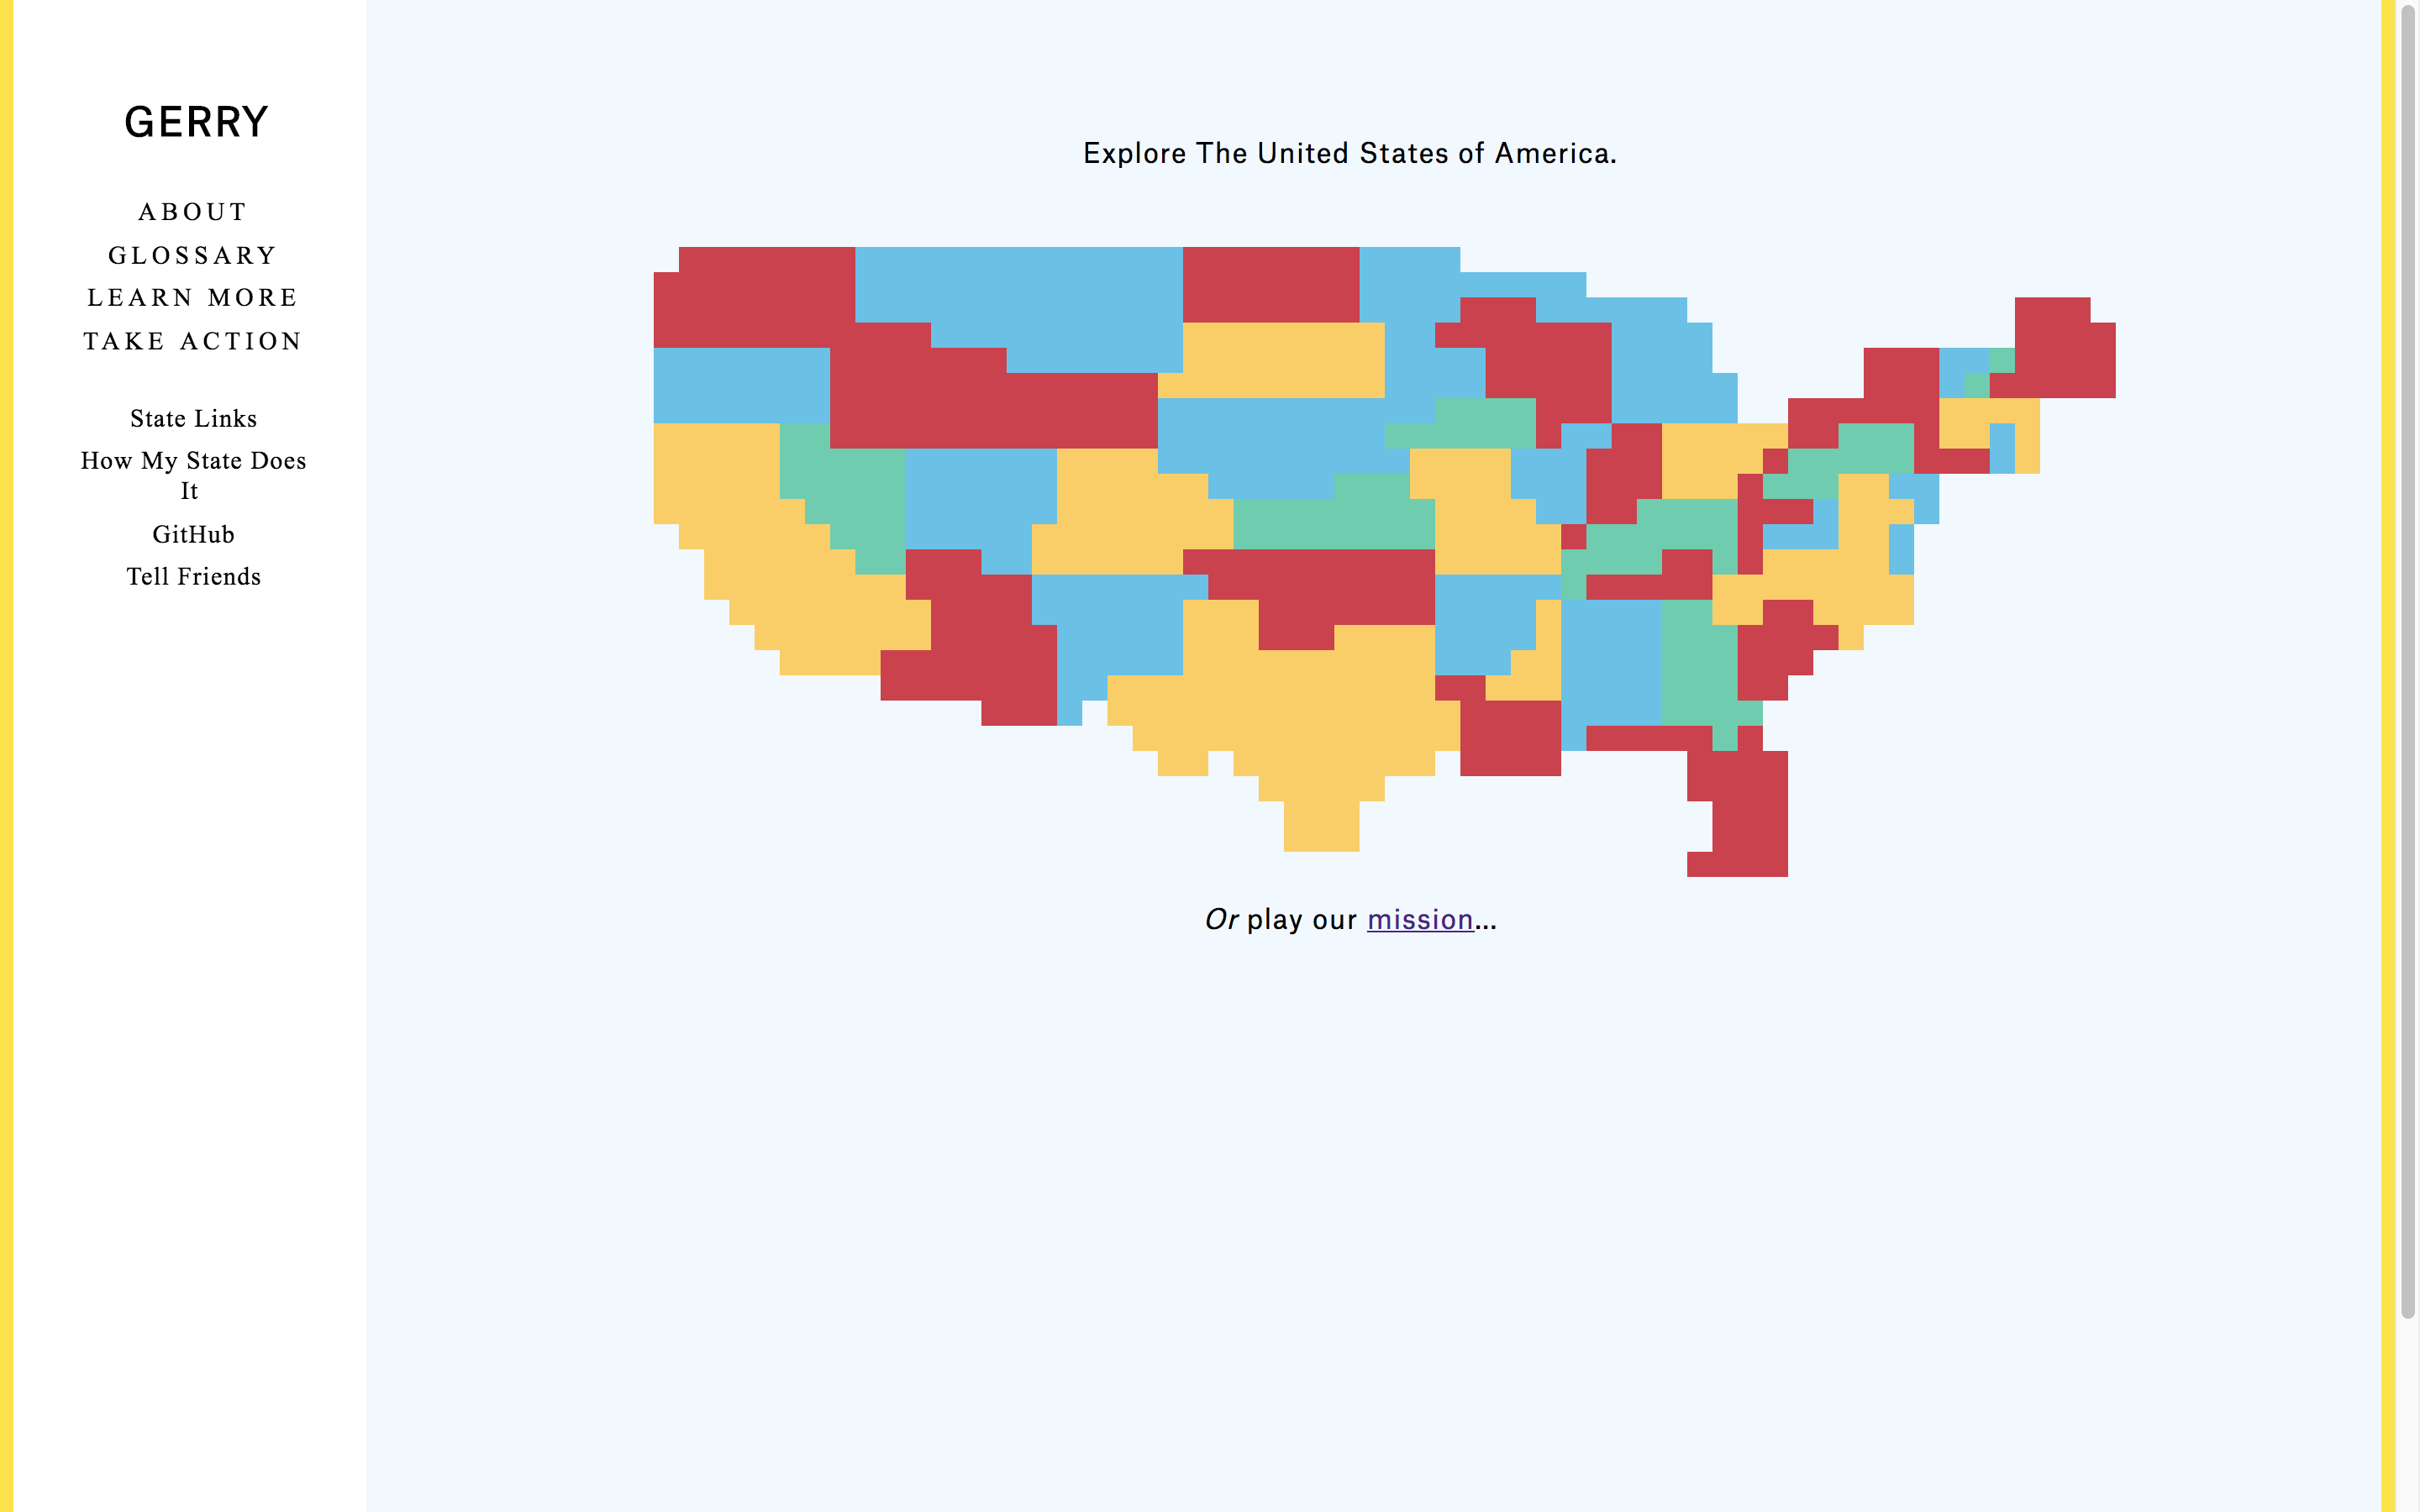 GERRY
ABOUT
GLOSSARY
LEARN MORE
TAKE ACTION
State Links
How My State Does
It
GitHub
Tell Friends
Explore The United States of America.
Or play our mission...